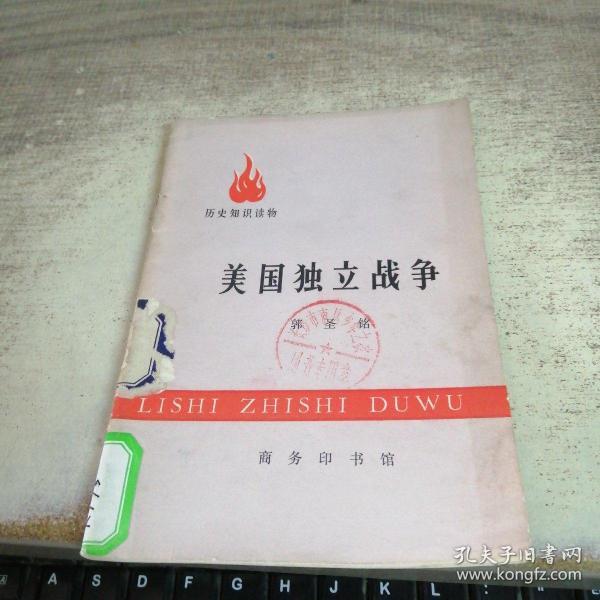 历史知识读物
美国独立战争
郭圣铭
LISHI ZHISHI DUWU
商务印书馆
A S D F G H J K L
孔夫子旧书网
www.kongfz.com